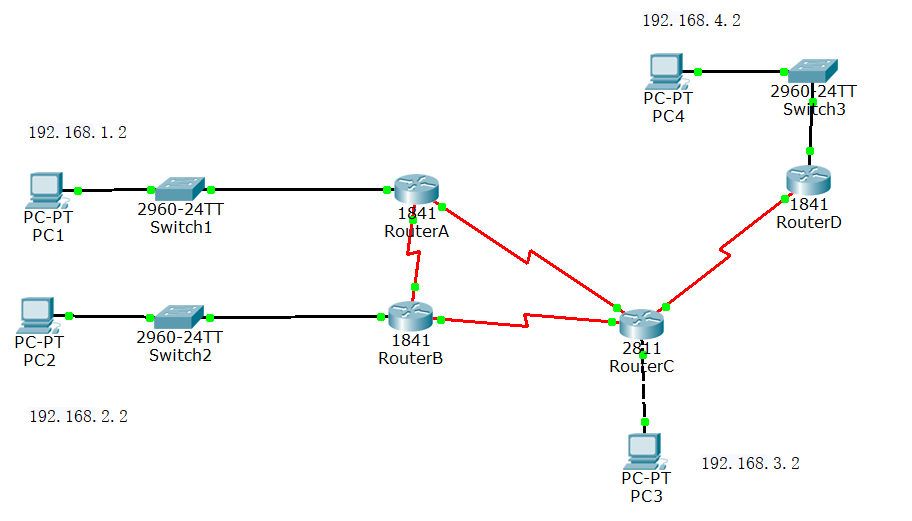 192.168.4.2
PC-PT
PC4
2960-24TT
Switch3
192.168.1.2
PC-PT
PC1
2960-24TT
Switch1
1841
RouterA
1841
RouterD
PC-PT
PC2
2960-24TT
Switch2
1841
RouterB
2811
RouterC
192.168.2.2
PC-PT
PC3
192.168.3.2